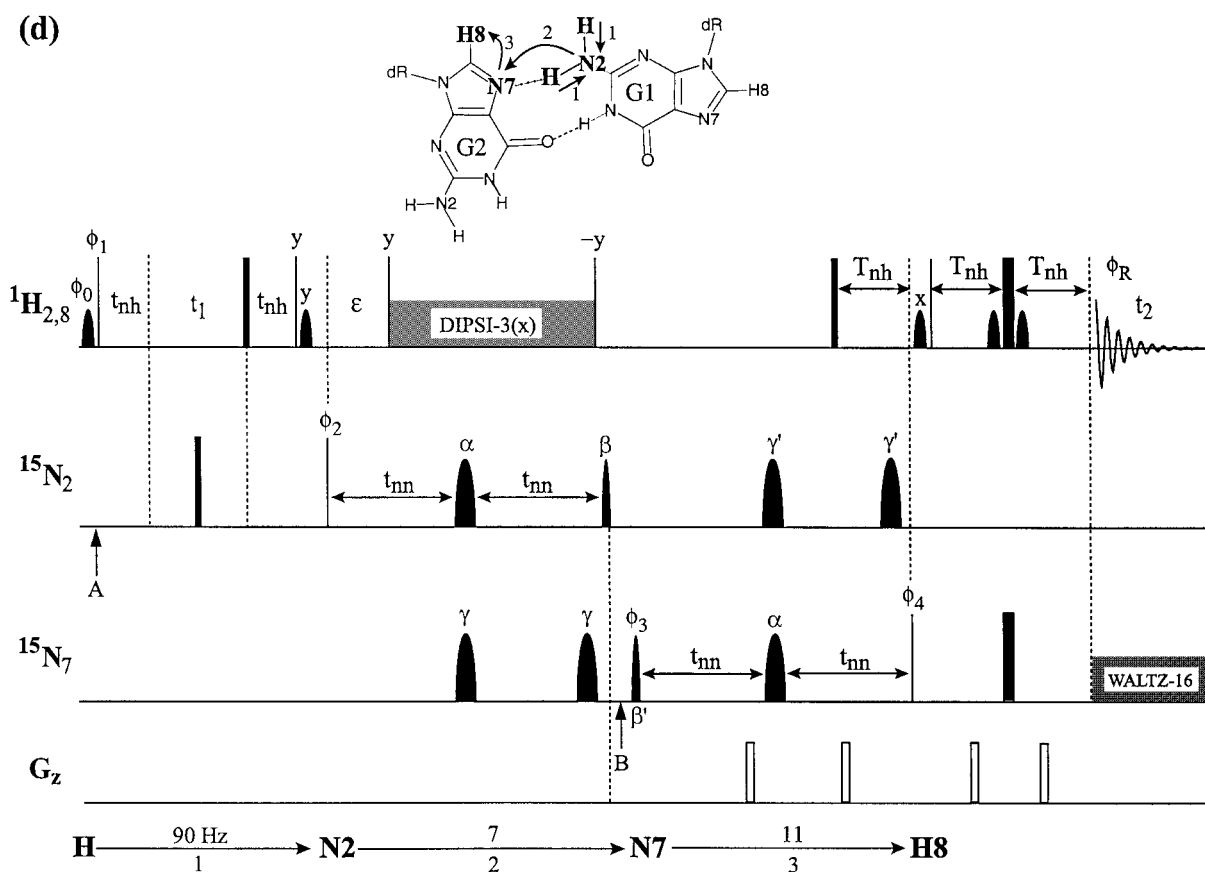 (d)
H
1
dR
H8
3
2
N2
N
N
dR
N
N7
H
1
G1
H8
N
N7
N
H
O
G2
O
N
N
H
H
N2
H
ϕ1
y
y
−y
ϕ0
tnh
t1
tnh
y
ε
Tnh
Tnh
Tnh
ϕR
1H2,8
DIPSI-3(x)
x
t2
ϕ2
α
β
γ'
γ'
15N2
tnn
tnn
A
γ
γ
ϕ3
α
ϕ4
15N7
tnn
tnn
WALTZ-16
β'
B
Gz
H 90 Hz N2 7 N7 11 H8
1 2 3